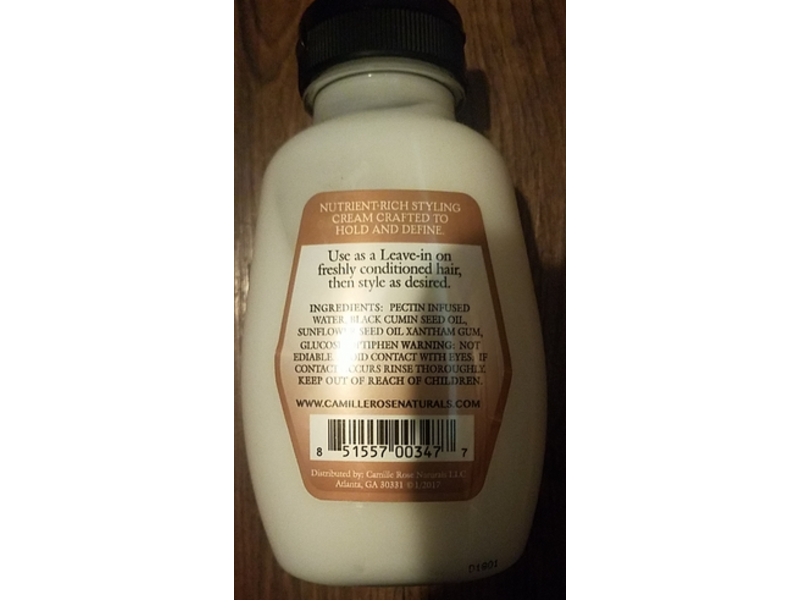 NUTRIENT-RICH STYLING
CREAM CRAFTED TO
HOLD AND DEFINE.
Use as a Leave-in on
freshly conditioned hair,
then style as desired.
INGREDIENTS: PECTIN INFUSED
WATER, BLACK CUMIN SEED OIL,
SUNFLOWER SEED OIL XANTHAM GUM,
WARNING: NOT
EDIABLE CONTACT WITH EYES, IF
RINSE THOROUGHLY.
KEEP OUT OF REACH OF CHILDREN.
WWW.CAMILLEROSENATURALS.COM
8 51557 00347 7
Distributed by: Camille Rose Naturals LLC
Atlanta, GA 30331 ©1/2017